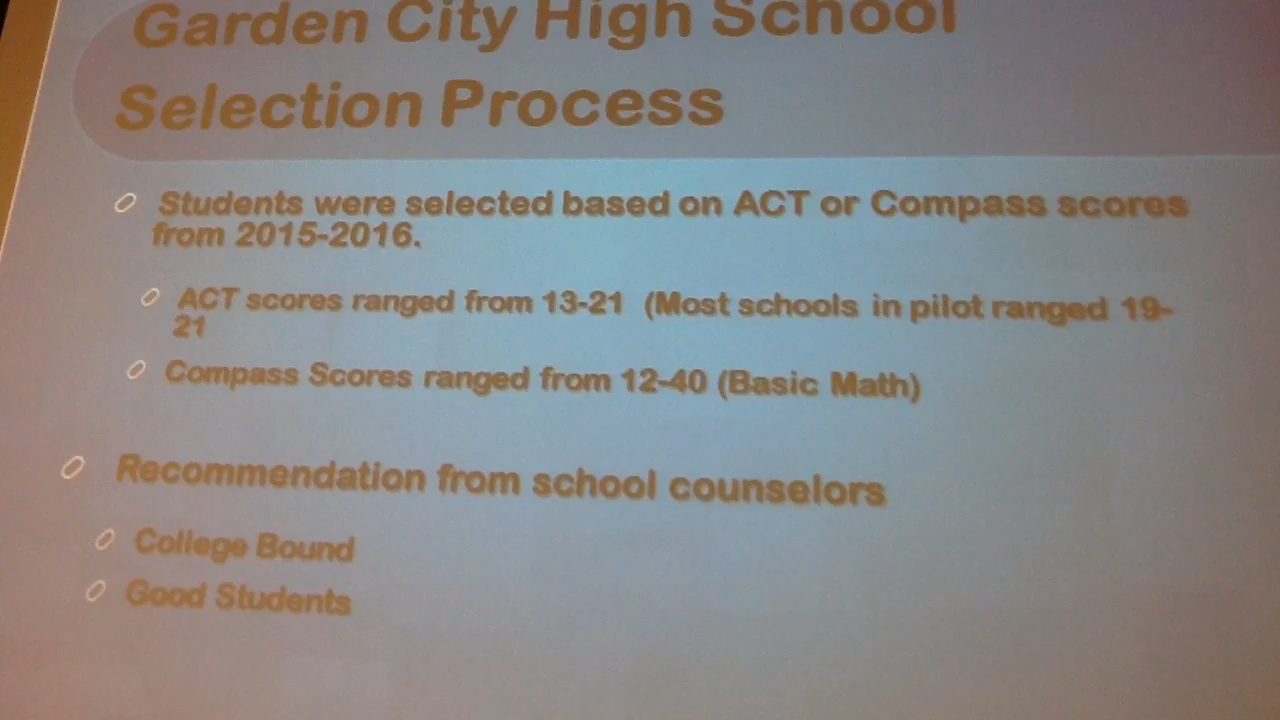 Garden City High School
Selection Process
Students were selected based on ACT or Compass scores
from 2015-2016.
ACT scores ranged from 13-21 (Most schools in pilot ranged 19-
21
Compass Scores ranged from 12-40 (Basic Math)
Recommendation from school counselors
College Bound
Good Students